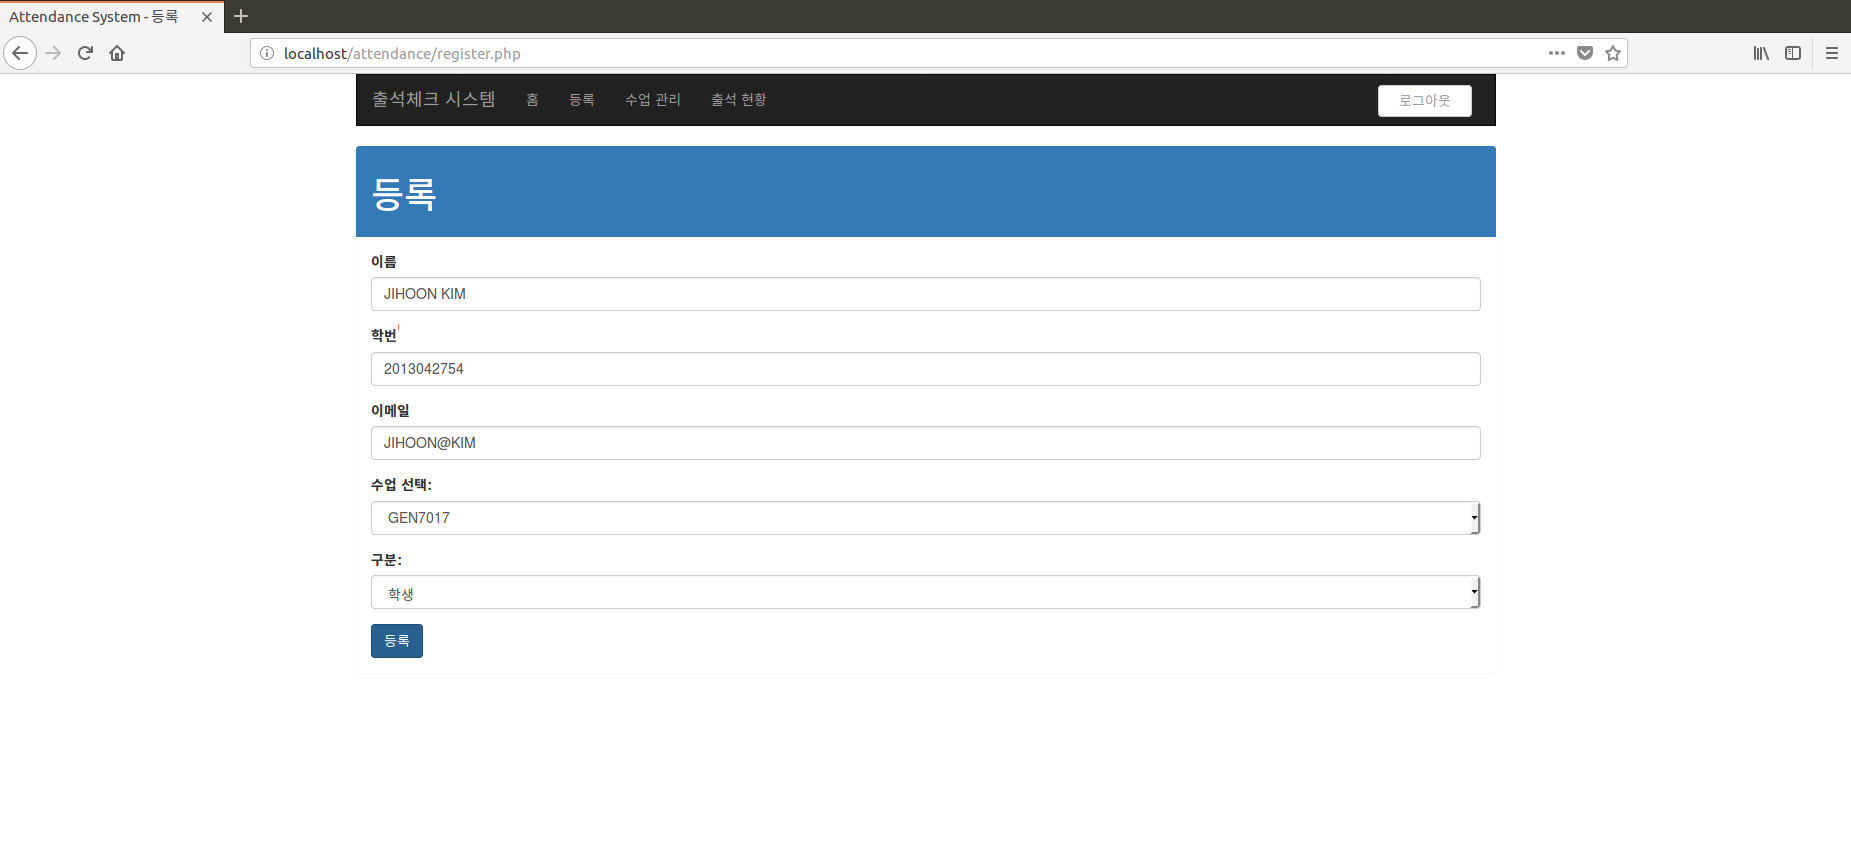 Attendance System - 등록
localhost/attendance/register.php
출석체크 시스템 홈 등록 수업 관리 출석 현황 로그아웃
등록
이름
JIHOON KIM
학번
2013042754
이메일
JIHOON@KIM
수업 선택:
GEN7017
구분:
학생
등록